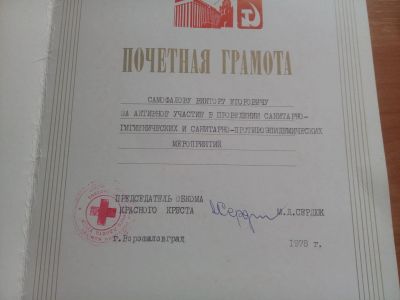 ПОЧЕТНАЯ ГРАМОТА
САМОФАЛОВУ ВИКТОРУ ЕГОРОВИЧУ
ЗА АКТИВНОЕ УЧАСТИЕ В ПРОВЕДЕНИИ САНИТАРНО-
ГИГИЕНИЧЕСКИХ И САНИТАРНО-ПРОТИВОЭПИДЕМИЧЕСКИХ
МЕРОПРИЯТИЙ
ПРЕДСЕДАТЕЛЬ ОБКОМА
КРАСНОГО КРЕСТА М.Д.СЕРДЮК
г.Ворошиловград 1978 г.